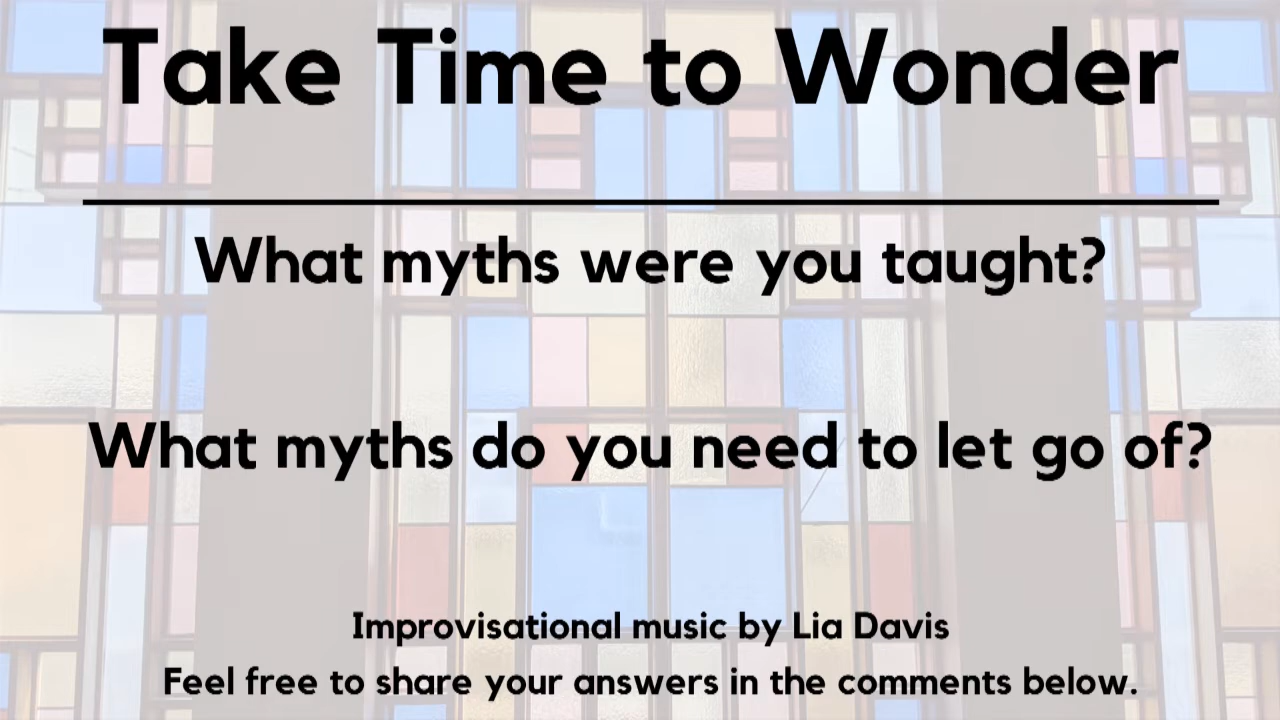 Take Time to Wonder
What myths were you taught?
What myths do you need to let go of?
Improvisational music by Lia Davis
Feel free to share your answers in the comments below.